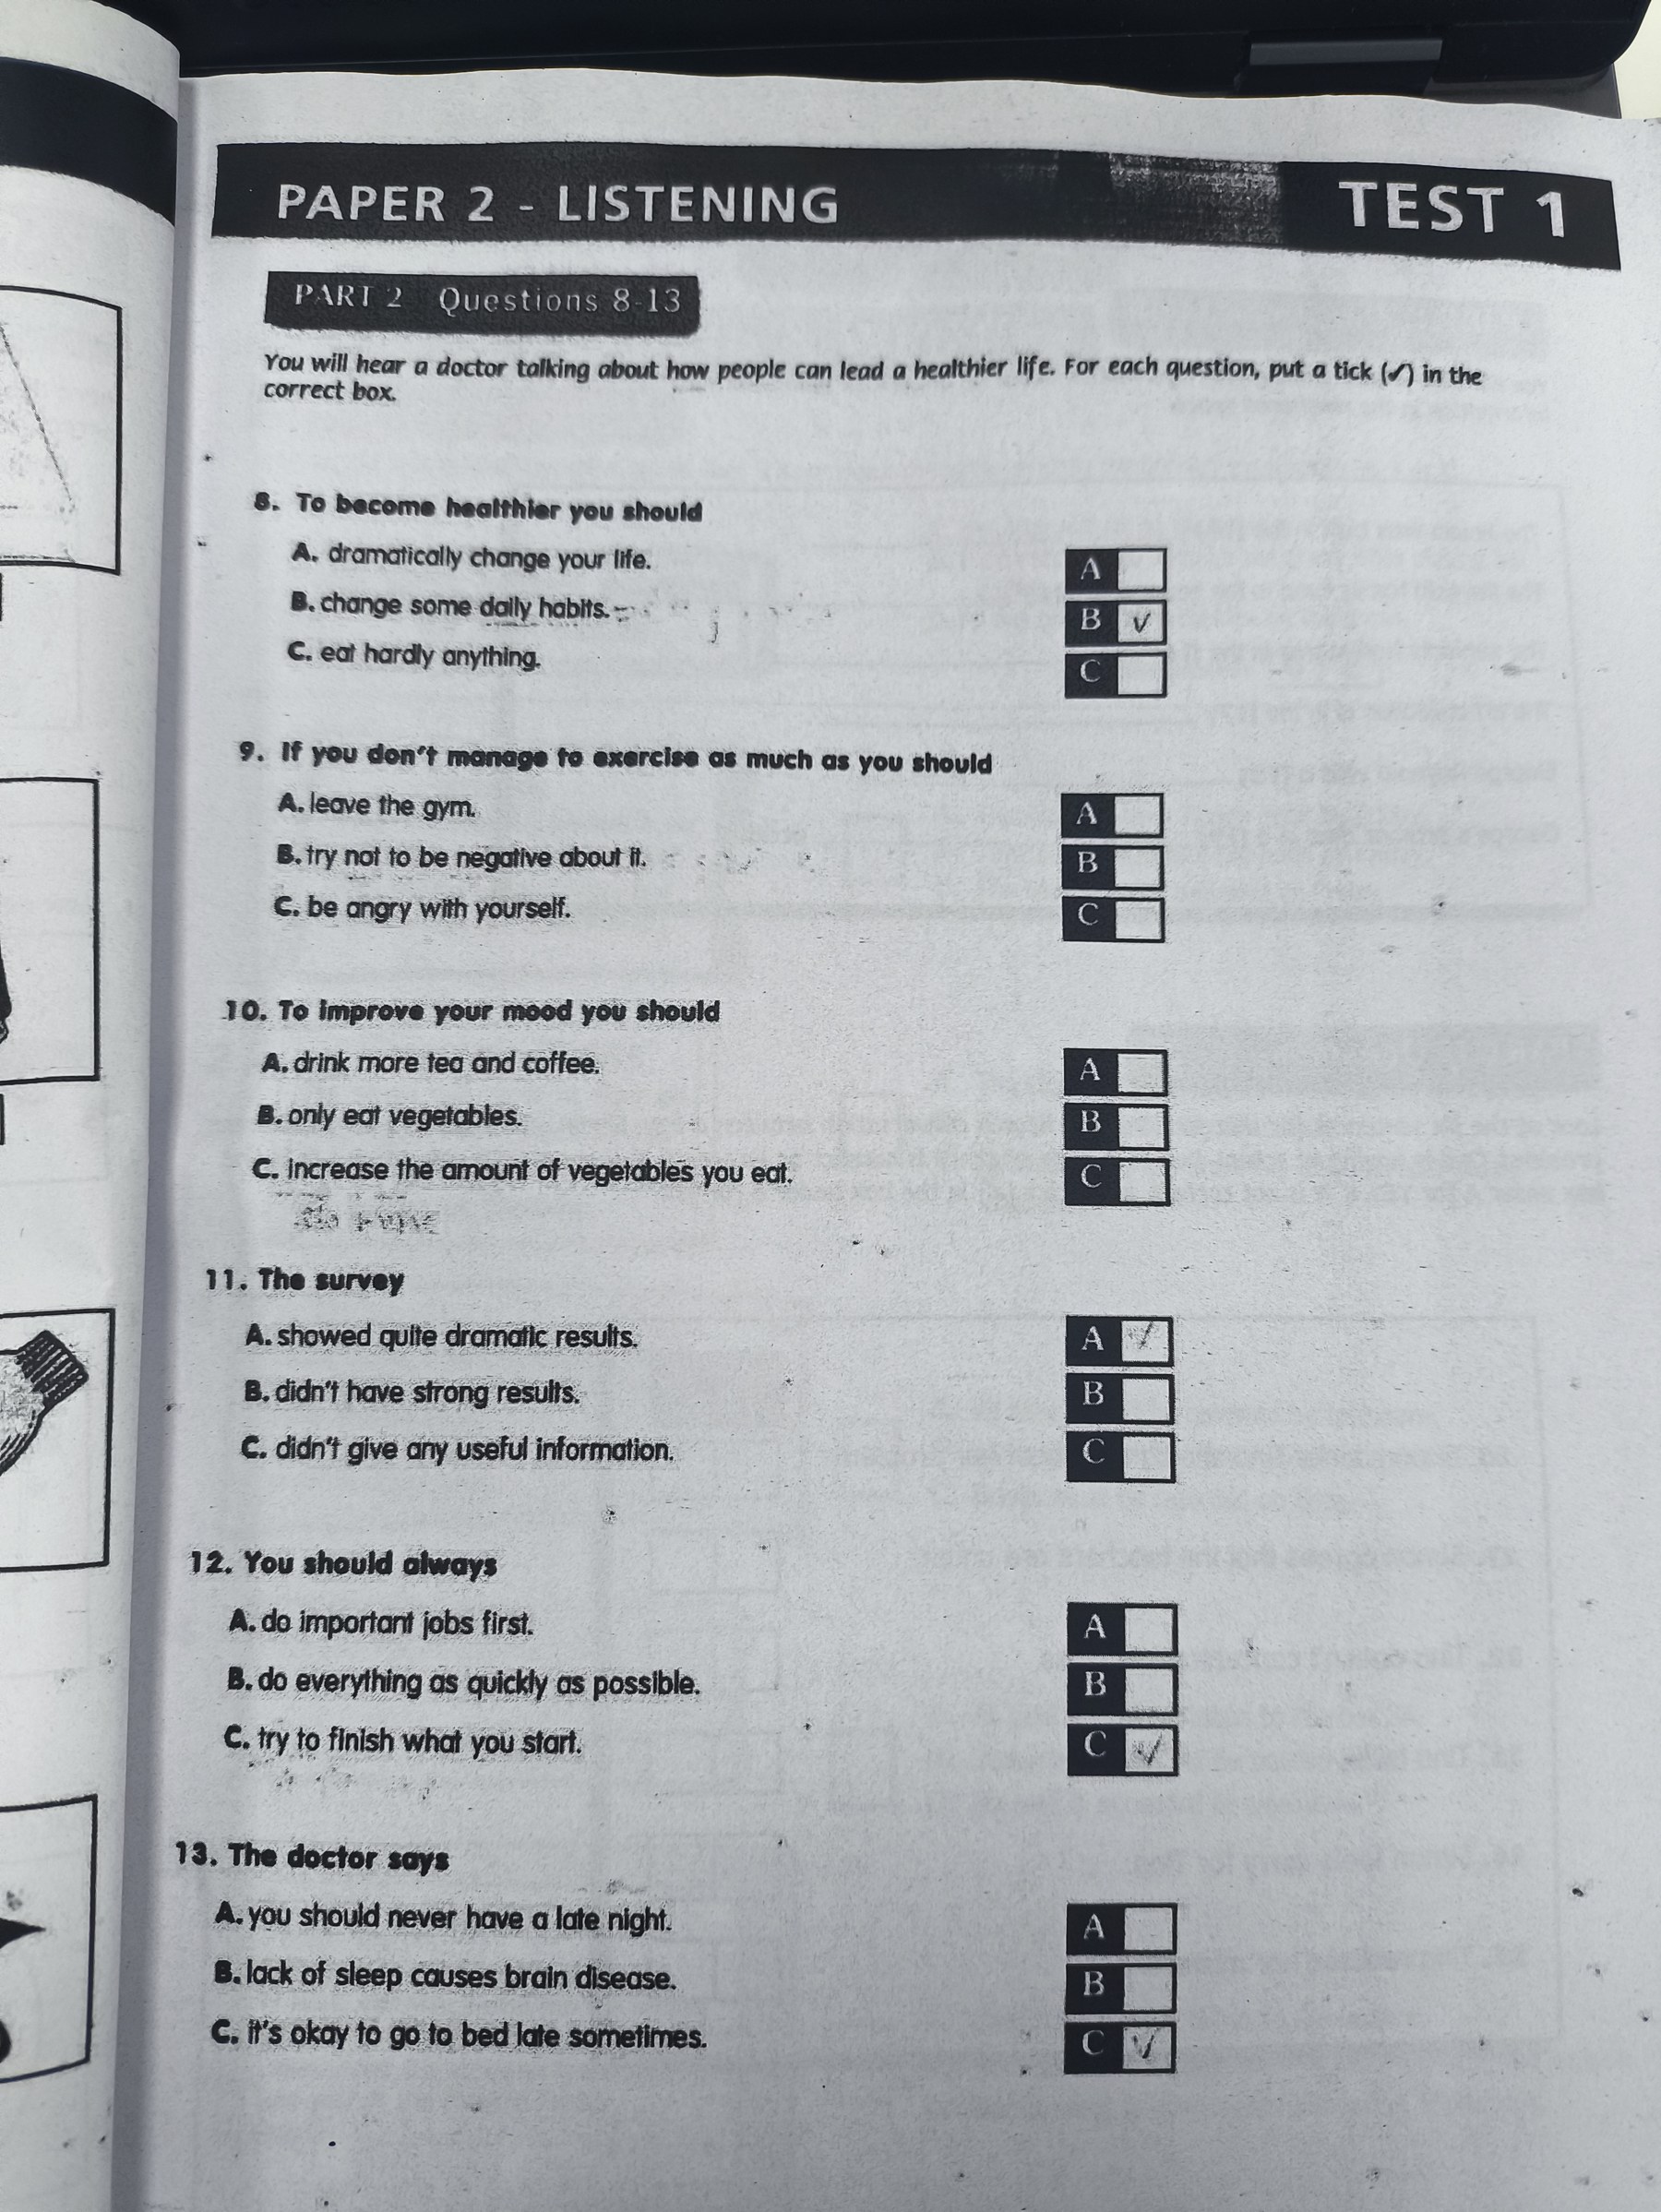 PAPER 2 - LISTENING TEST 1
PART 2 Questions 8-13
You will hear a doctor talking about how people can lead a healthier life. For each question, put a tick (✓) in the
correct box.
8. To become healthier you should
A. dramatically change your life. A
B. change some daily habits. B ✓
C. eat hardly anything. C
9. If you don't manage to exercise as much as you should
A. leave the gym. A
B. try not to be negative about it. B
C. be angry with yourself. C
10. To improve your mood you should
A. drink more tea and coffee. A
B. only eat vegetables. B
C. increase the amount of vegetables you eat. C
11. The survey
A. showed quite dramatic results. A ✓
B. didn't have strong results. B
C. didn't give any useful information. C
12. You should always
A. do important jobs first. A
B. do everything as quickly as possible. B
C. try to finish what you start. C ✓
13. The doctor says
A. you should never have a late night. A
B. lack of sleep causes brain disease. B
C. it's okay to go to bed late sometimes. C ✓